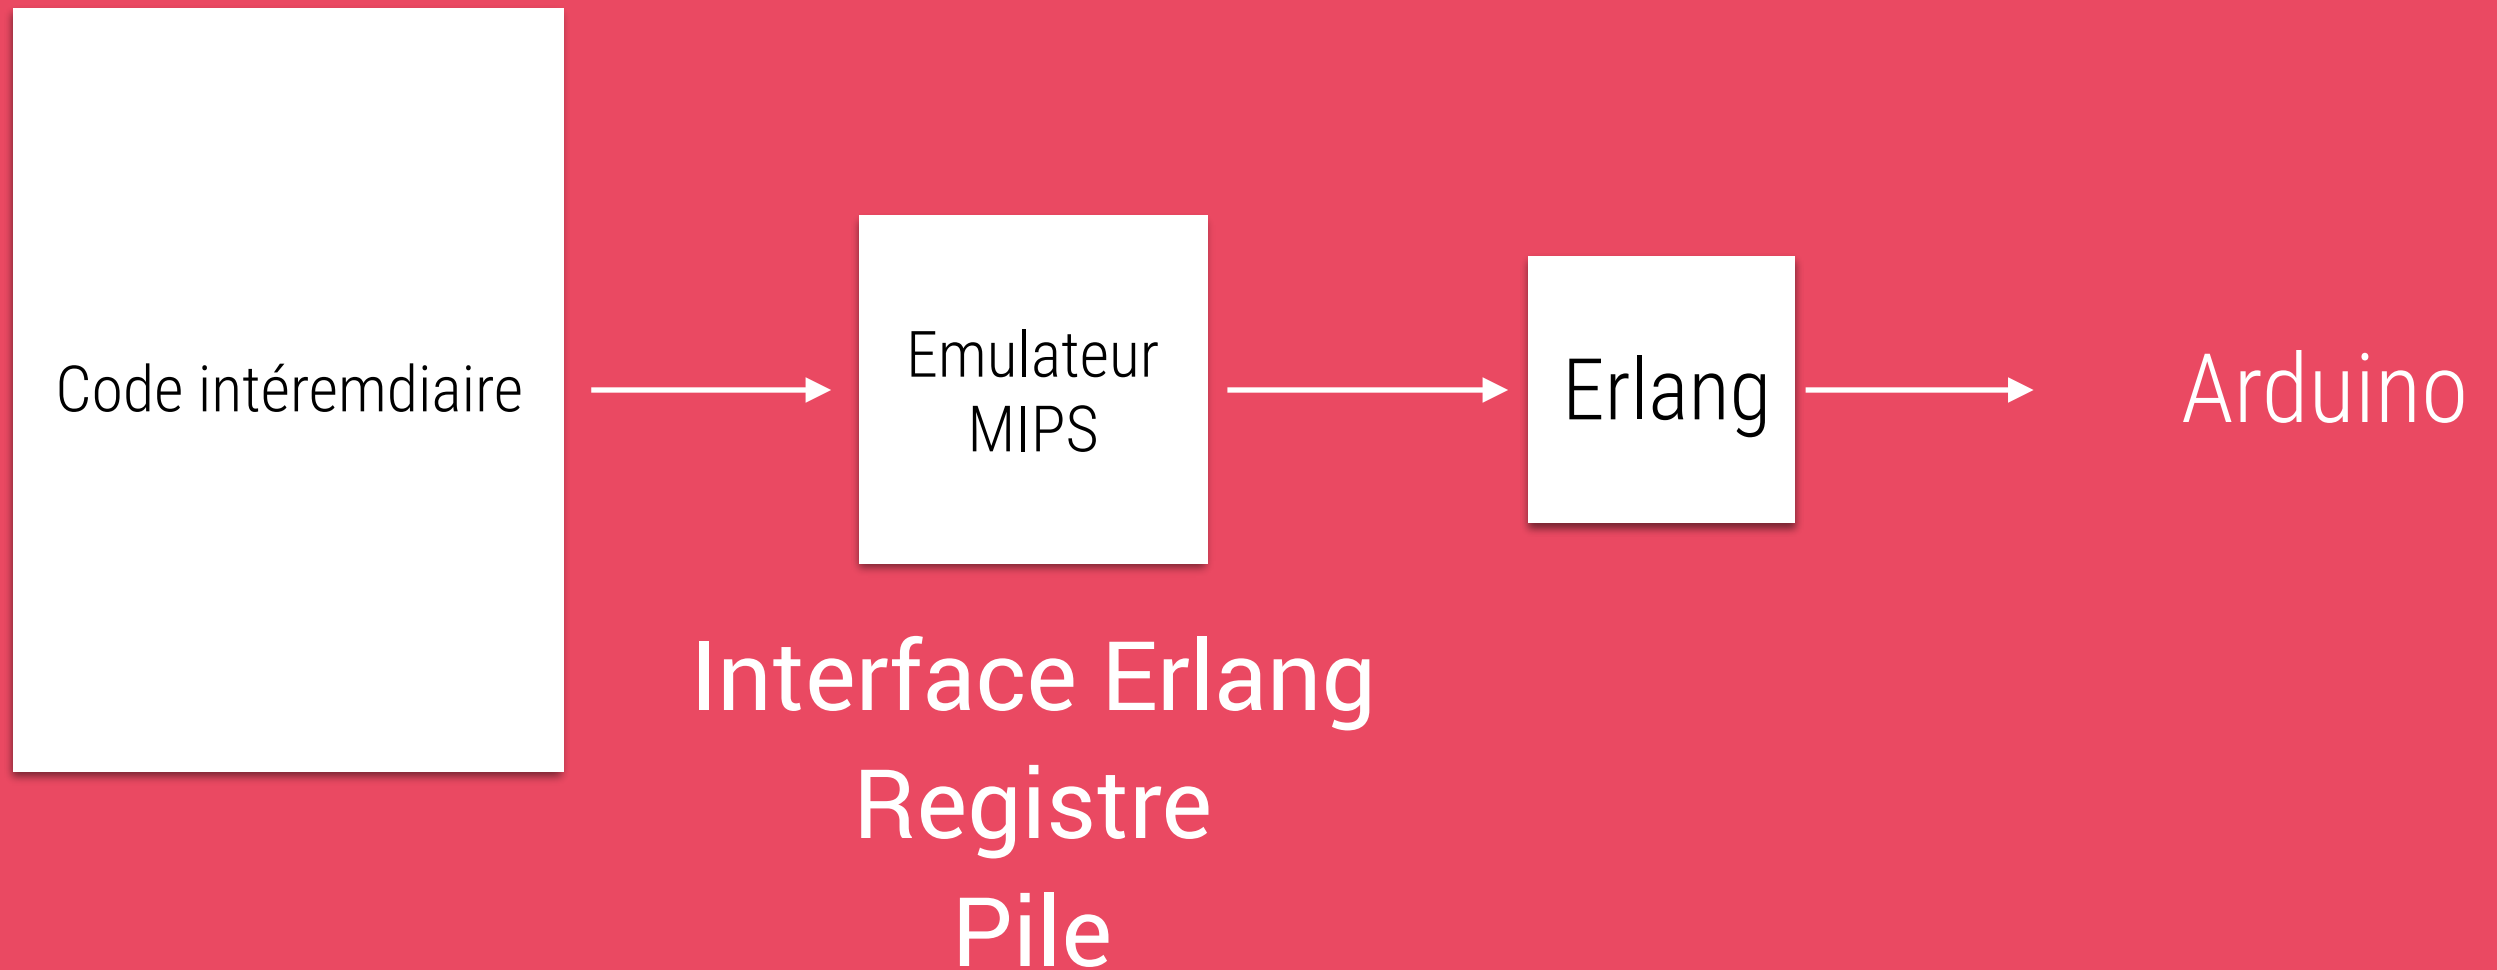 Code intéremdiaire
Emulateur
MIPS
Erlang
Arduino
Interface Erlang
Registre
Pile